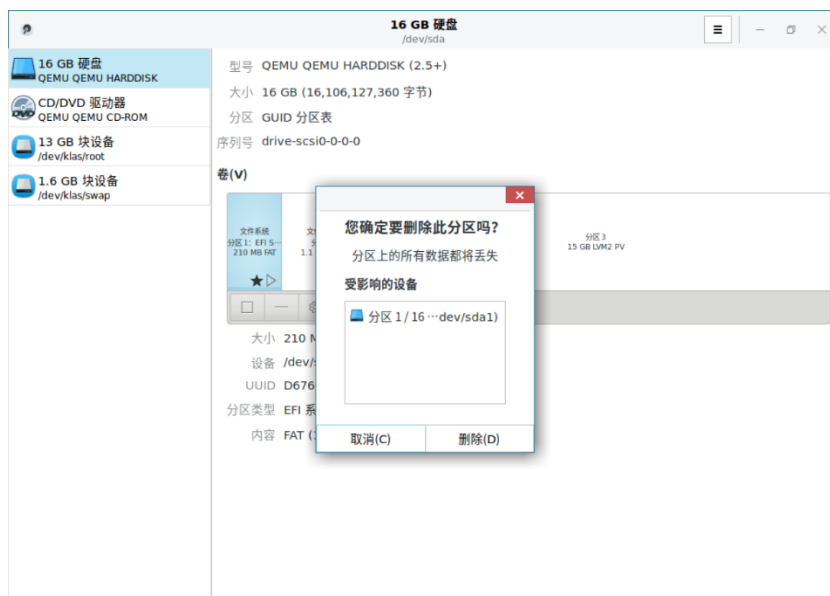 16 GB 硬盘
/dev/sda
16 GB 硬盘
QEMU QEMU HARDDISK
CD/DVD 驱动器
QEMU QEMU CD-ROM
13 GB 块设备
/dev/klas/root
1.6 GB 块设备
/dev/klas/swap
型号 QEMU QEMU HARDDISK (2.5+)
大小 16 GB (16,106,127,360 字节)
分区 GUID 分区表
序列号 drive-scsi0-0-0-0
卷(V)
文件系统
分区 1: EFI S…
210 MB FAT
1.1
分区 3
15 GB LVM2 PV
大小 210
设备 /dev/
UUID D676
分区类型 EFI 系
内容 FAT (
您确定要删除此分区吗?
分区上的所有数据都将丢失
受影响的设备
分区 1 / 16 …dev/sda1)
取消(C)
删除(D)